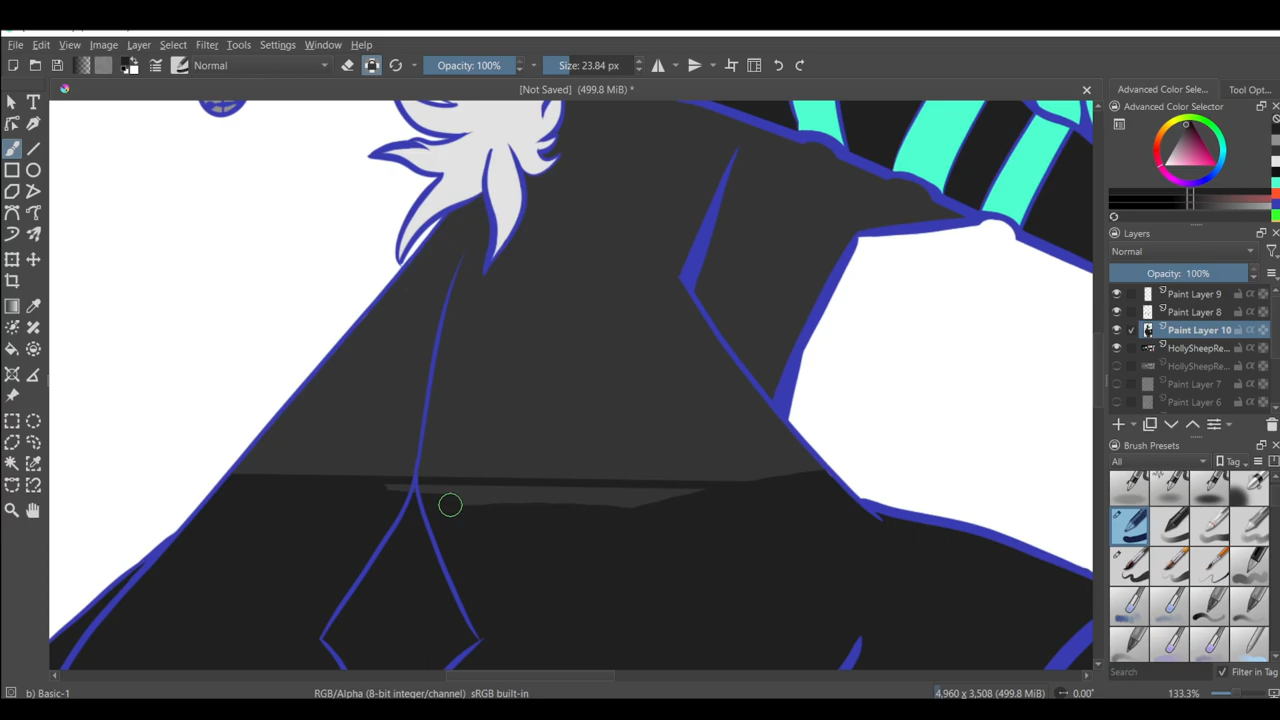 File Edit View Image Layer Select Filter Tools Settings Window Help
Normal Opacity: 100% Size: 23.84 px
[Not Saved] (499.8 MiB) *
Advanced Color Sele... Tool Opt...
Advanced Color Selector
Layers
Normal
Opacity: 100%
Paint Layer 9
Paint Layer 8
Paint Layer 10
HollySheepRe...
HollySheepRe...
Paint Layer 7
Paint Layer 6
Brush Presets
All Tag
Search Filter in Tag
b) Basic-1 RGB/Alpha (8-bit integer/channel) sRGB built-in 4,960 x 3,508 (499.8 MiB) 0.00° 133.3%